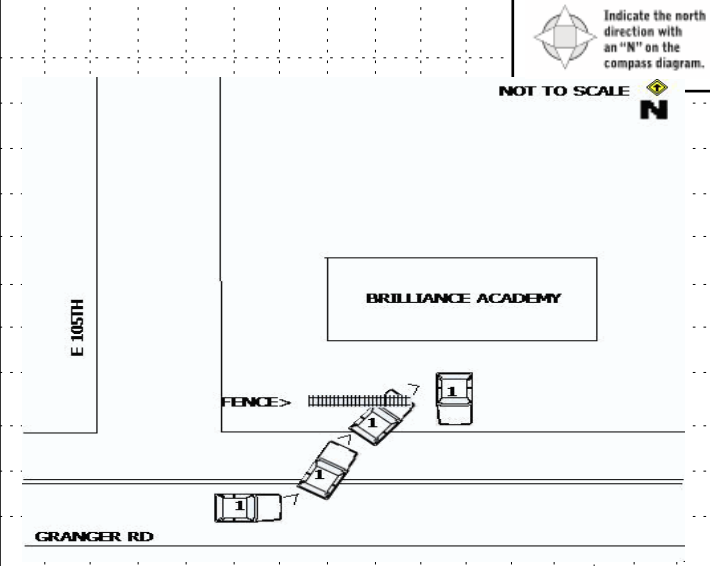 Indicate the north
direction with
an “N” on the
compass diagram.
NOT TO SCALE
N
BRILLIANCE ACADEMY
E 105TH
FENCE>
1
1
1
1
GRANGER RD